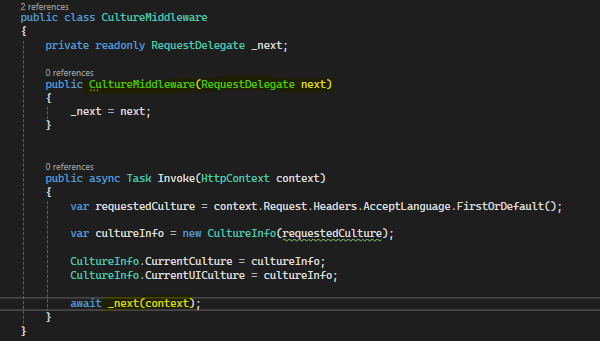 2 references
public class CultureMiddleware
{
private readonly RequestDelegate _next;
0 references
public CultureMiddleware(RequestDelegate next)
{
_next = next;
}
0 references
public async Task Invoke(HttpContext context)
{
var requestedCulture = context.Request.Headers.AcceptLanguage.FirstOrDefault();
var cultureInfo = new CultureInfo(requestedCulture);
CultureInfo.CurrentCulture = cultureInfo;
CultureInfo.CurrentUICulture = cultureInfo;
await _next(context);
}
}